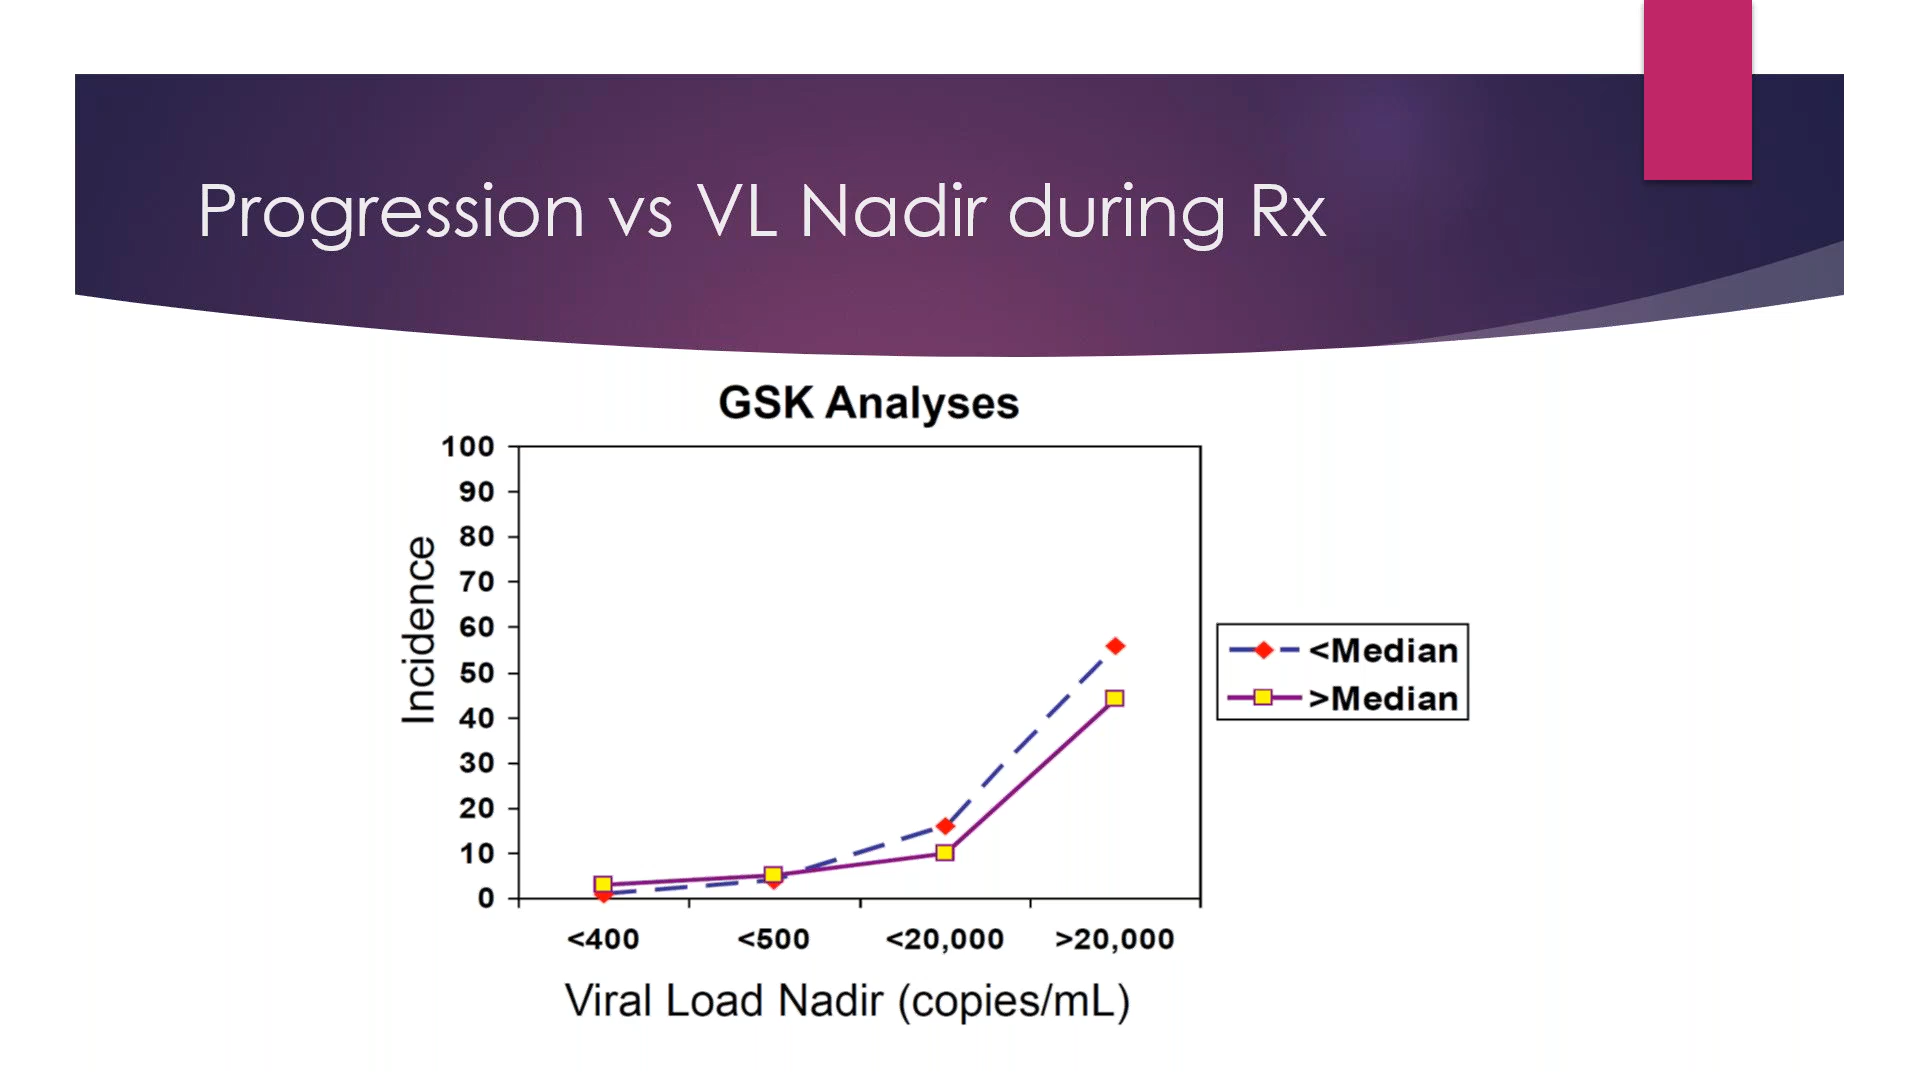 Progression vs VL Nadir during Rx
GSK Analyses
100
90
80
70
60
50
40
30
20
10
0
Incidence
<Median
>Median
<400 <500 <20,000 >20,000
Viral Load Nadir (copies/mL)